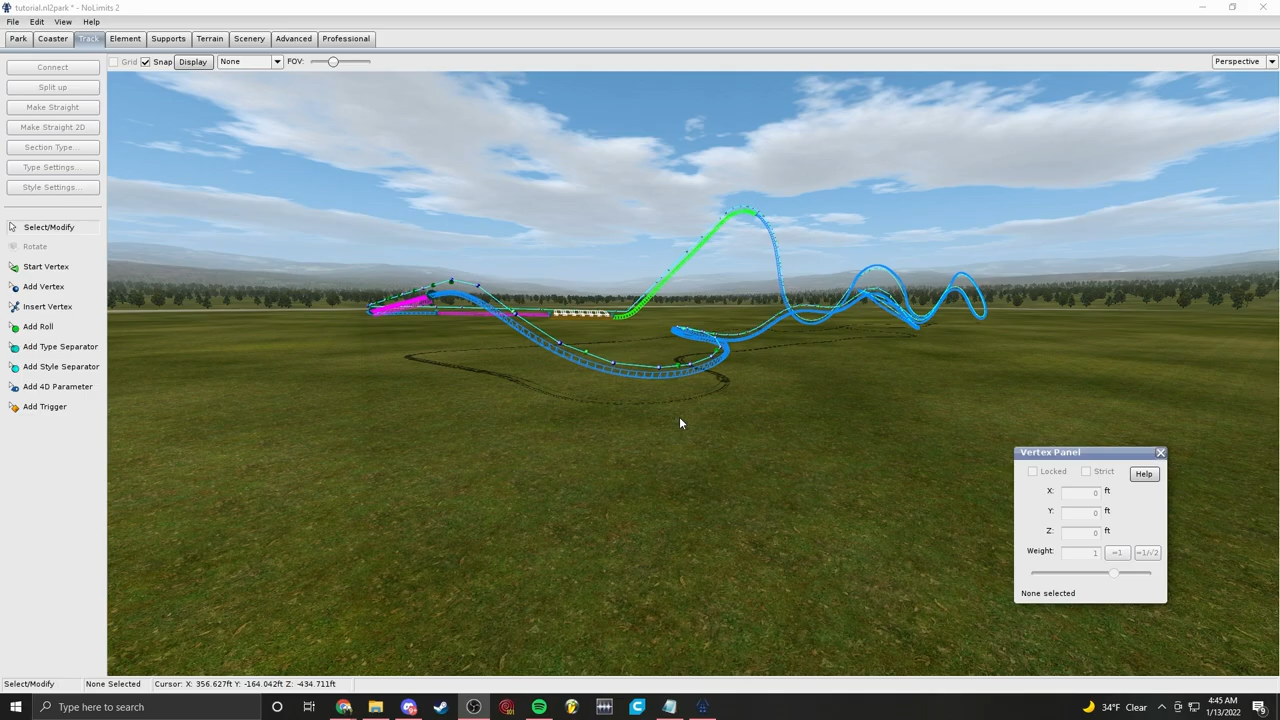 tutorial.nl2park * - NoLimits 2
File Edit View Help
Park Coaster Track Element Supports Terrain Scenery Advanced Professional
Grid Snap Display None FOV: Perspective
Connect
Split up
Make Straight
Make Straight 2D
Section Type...
Type Settings...
Style Settings...
Select/Modify
Rotate
Start Vertex
Add Vertex
Insert Vertex
Add Roll
Add Type Separator
Add Style Separator
Add 4D Parameter
Add Trigger
Vertex Panel
Locked Strict Help
X: 0 ft
Y: 0 ft
Z: 0 ft
Weight: 1 =1 =1/√2
None selected
Select/Modify None Selected Cursor: X: 356.627ft Y: -164.042ft Z: -434.711ft
Type here to search
34°F Clear
4:45 AM
1/13/2022